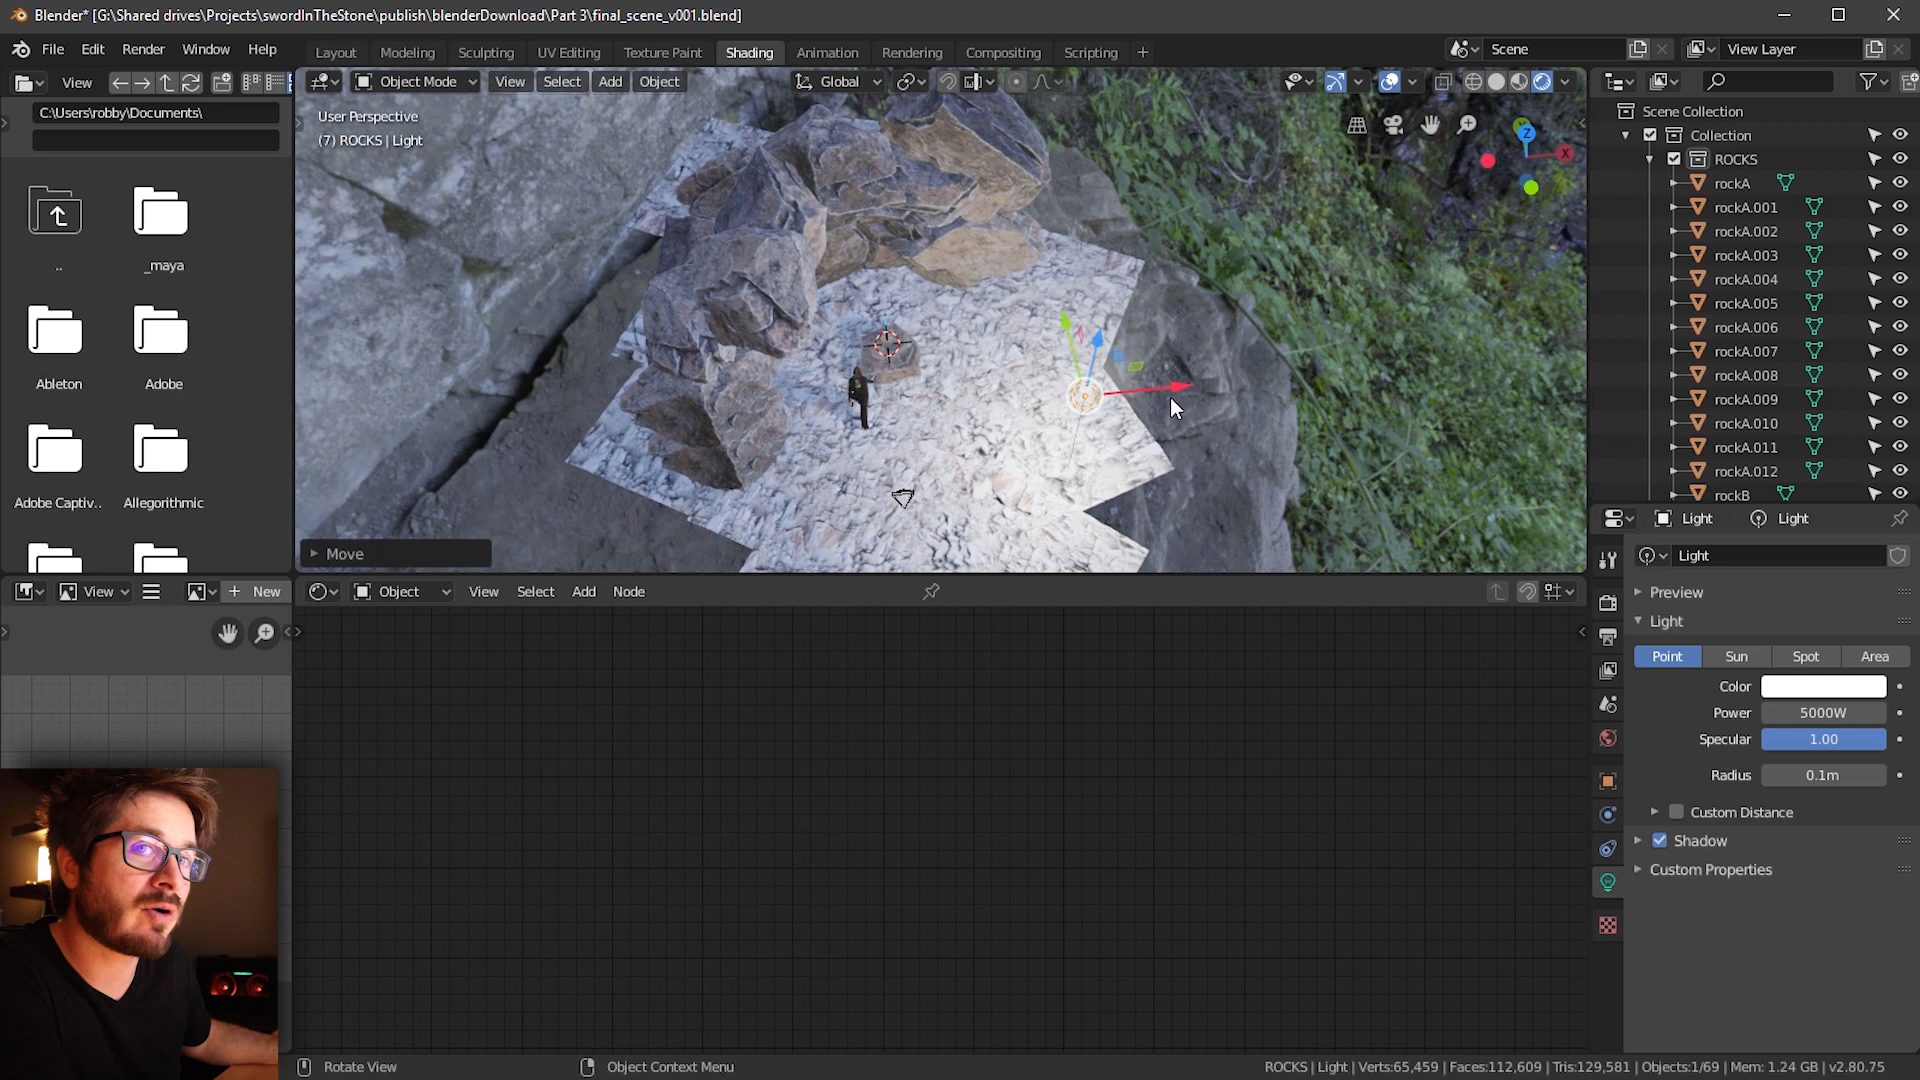 Blender* [G:\Shared drives\Projects\swordInTheStone\publish\blenderDownload\Part 3\final_scene_v001.blend]
File Edit Render Window Help Layout Modeling Sculpting UV Editing Texture Paint Shading Animation Rendering Compositing Scripting + Scene View Layer
View Object Mode View Select Add Object Global
C:\Users\robby\Documents\
..
_maya
Ableton
Adobe
Adobe Captiv..
Allegorithmic
User Perspective
(7) ROCKS | Light
Z
X
Move
Scene Collection
Collection
ROCKS
rockA
rockA.001
rockA.002
rockA.003
rockA.004
rockA.005
rockA.006
rockA.007
rockA.008
rockA.009
rockA.010
rockA.011
rockA.012
rockB
Light Light
Light
Preview
Light
Point Sun Spot Area
Color
Power 5000W
Specular 1.00
Radius 0.1m
Custom Distance
Shadow
Custom Properties
View + New
Object View Select Add Node
Rotate View
Object Context Menu
ROCKS | Light | Verts:65,459 | Faces:112,609 | Tris:129,581 | Objects:1/69 | Mem: 1.24 GB | v2.80.75